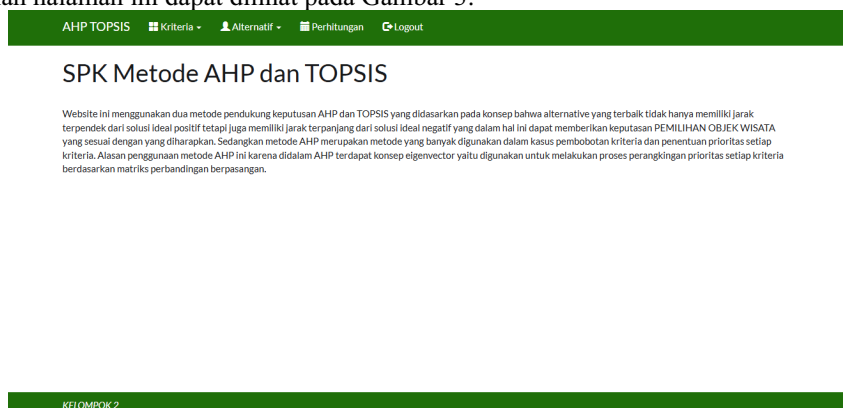 an halaman ini dapat dilihat pada Gambar 5.
AHP TOPSIS Kriteria Alternatif Perhitungan Logout
SPK Metode AHP dan TOPSIS
Website ini menggunakan dua metode pendukung keputusan AHP dan TOPSIS yang didasarkan pada konsep bahwa alternative yang terbaik tidak hanya memiliki jarak
terpendek dari solusi ideal positif tetapi juga memiliki jarak terpanjang dari solusi ideal negatif yang dalam hal ini dapat memberikan keputasan PEMILIHAN OBJEK WISATA
yang sesuai dengan yang diharapkan. Sedangkan metode AHP merupakan metode yang banyak digunakan dalam kasus pembobotan kriteria dan penentuan prioritas setiap
kriteria. Alasan penggunaan metode AHP ini karena didalam AHP terdapat konsep eigenvector yaitu digunakan untuk melakukan proses perangkingan prioritas setiap kriteria
berdasarkan matriks perbandingan berpasangan.
KELOMPOK 2